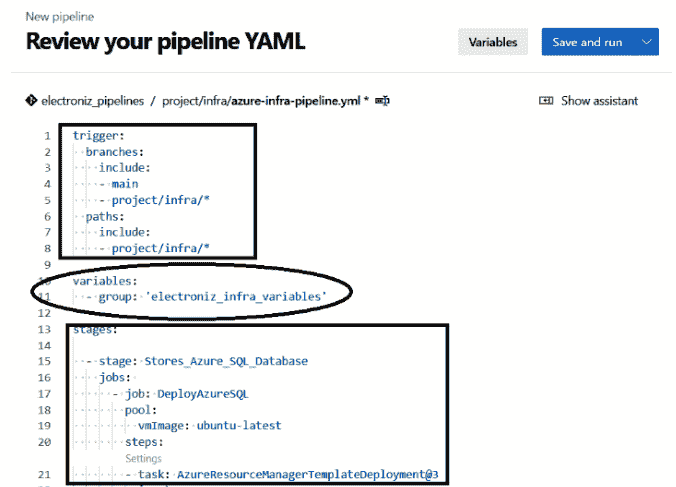 New pipeline
Review your pipeline YAML
Variables
Save and run
electroniz_pipelines / project/infra/azure-infra-pipeline.yml *
Show assistant
1 trigger:
2 branches:
3 include:
4 - main
5 - project/infra/*
6 paths:
7 include:
8 - project/infra/*
9
10 variables:
11 - group: 'electroniz_infra_variables'
12
13 stages:
14
15 - stage: Stores_Azure_SQL_Database
16 jobs:
17 - job: DeployAzureSQL
18 pool:
19 vmImage: ubuntu-latest
20 steps:
Settings
21 - task: AzureResourceManagerTemplateDeployment@3